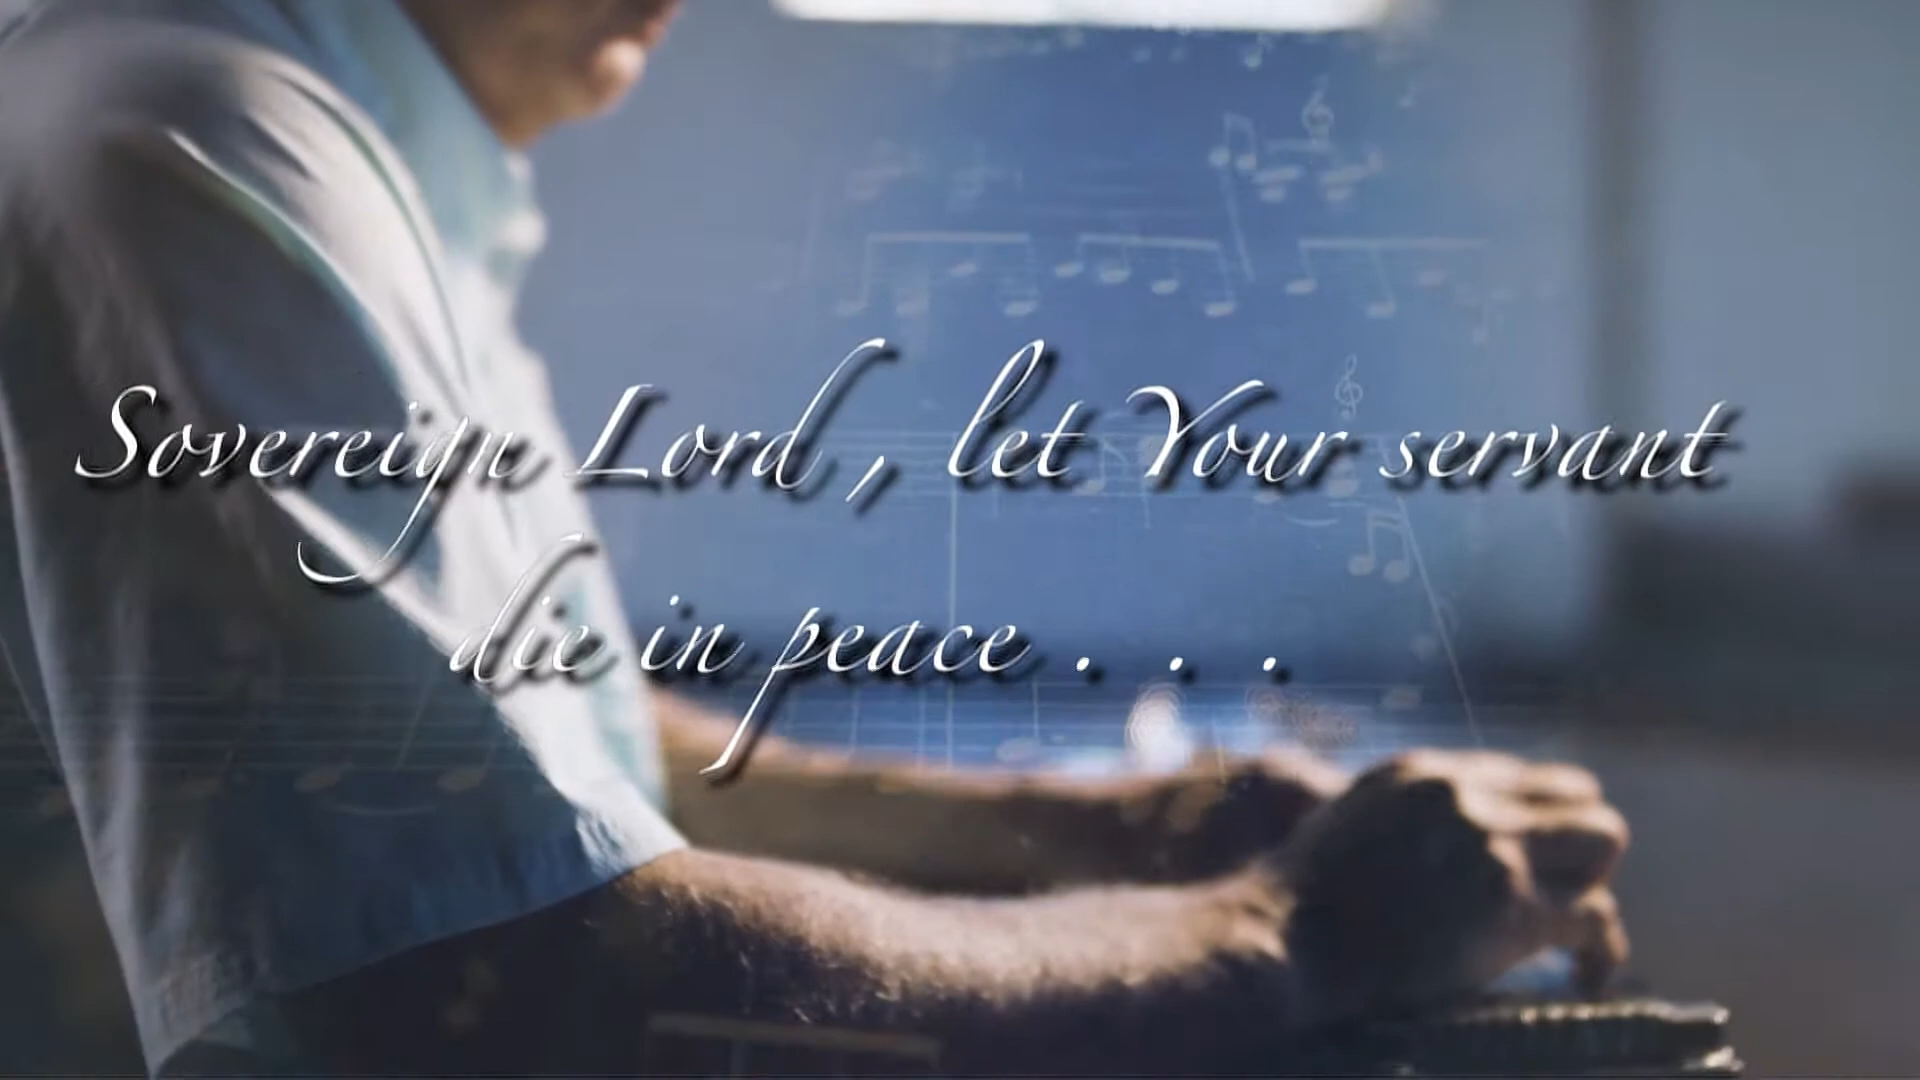 Sovereign Lord , let Your servant
die in peace . . .